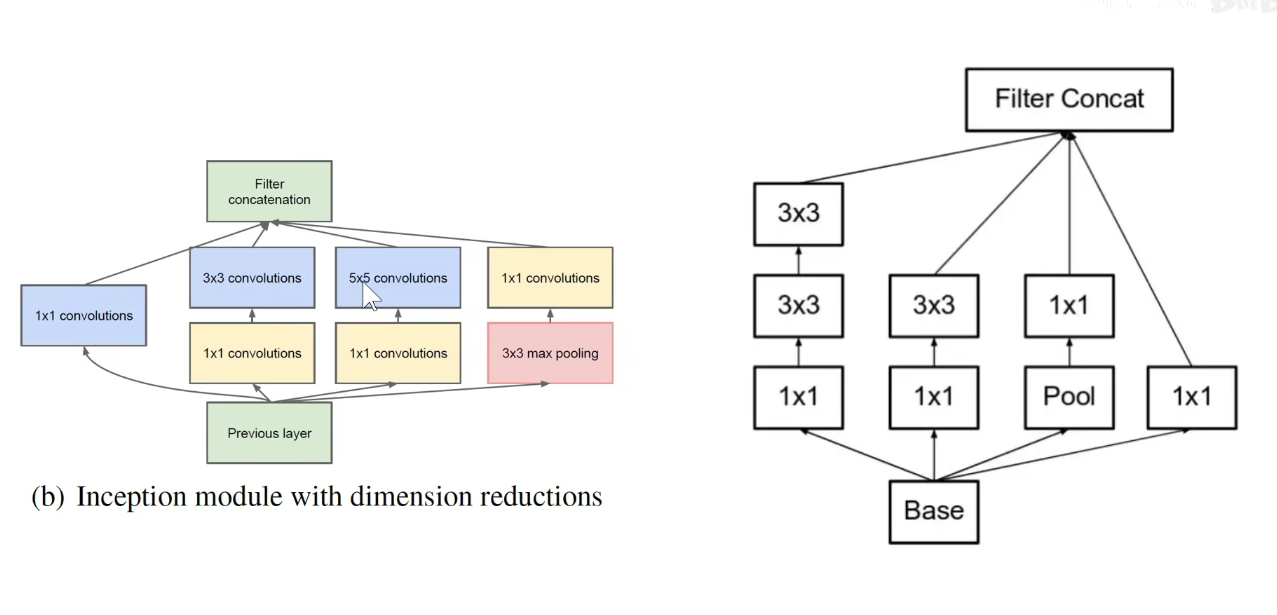 Filter
concatenation
3x3 convolutions
5x5 convolutions
1x1 convolutions
1x1 convolutions
1x1 convolutions
1x1 convolutions
3x3 max pooling
Previous layer
(b) Inception module with dimension reductions
Filter Concat
3x3
3x3
3x3
1x1
1x1
1x1
Pool
1x1
Base